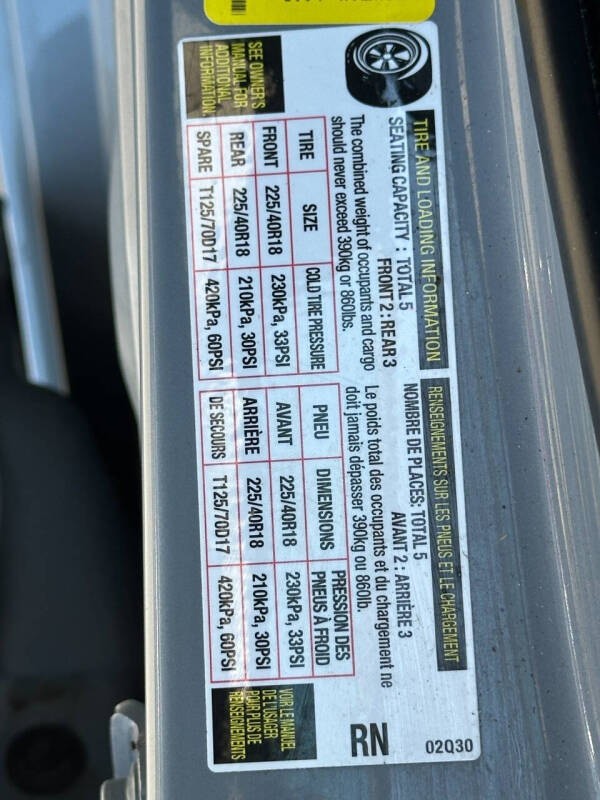 TIRE AND LOADING INFORMATION
SEATING CAPACITY : TOTAL 5
FRONT 2 : REAR 3
The combined weight of occupants and cargo
should never exceed 390kg or 860lbs.
TIRE SIZE COLD TIRE PRESSURE
FRONT 225/40R18 230kPa, 33PSI
REAR 225/40R18 210kPa, 30PSI
SPARE T125/70D17 420kPa, 60PSI
SEE OWNER'S
MANUAL FOR
ADDITIONAL
INFORMATION.
RENSEIGNEMENTS SUR LES PNEUS ET LE CHARGEMENT
NOMBRE DE PLACES: TOTAL 5
AVANT 2 : ARRIÈRE 3
Le poids total des occupants et du chargement ne
doit jamais dépasser 390kg ou 860lb.
PNEU DIMENSIONS PRESSION DES
PNEUS À FROID
AVANT 225/40R18 230kPa, 33PSI
ARRIÈRE 225/40R18 210kPa, 30PSI
DE SECOURS T125/70D17 420kPa, 60PSI
VOIR LE MANUEL
DE L'USAGER
POUR PLUS DE
RENSEIGNEMENTS
RN
02Q30